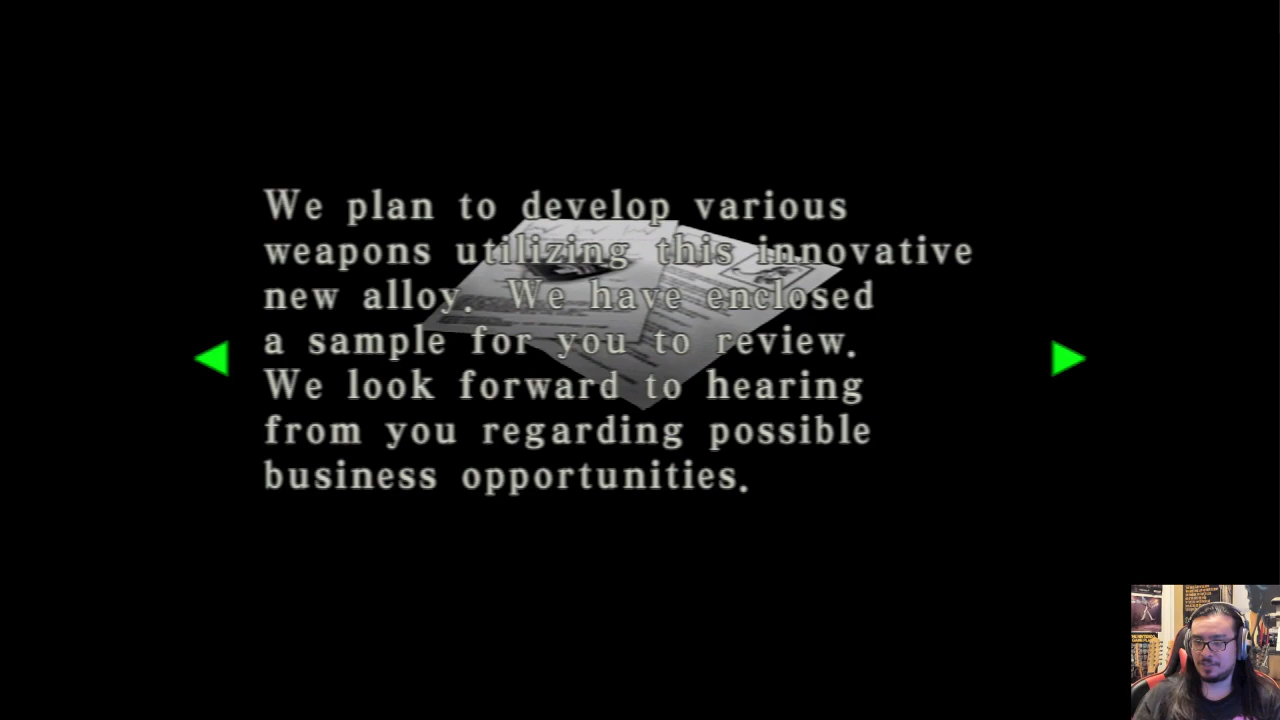 We plan to develop various
weapons utilizing this innovative
new alloy. We have enclosed
a sample for you to review.
We look forward to hearing
from you regarding possible
business opportunities.